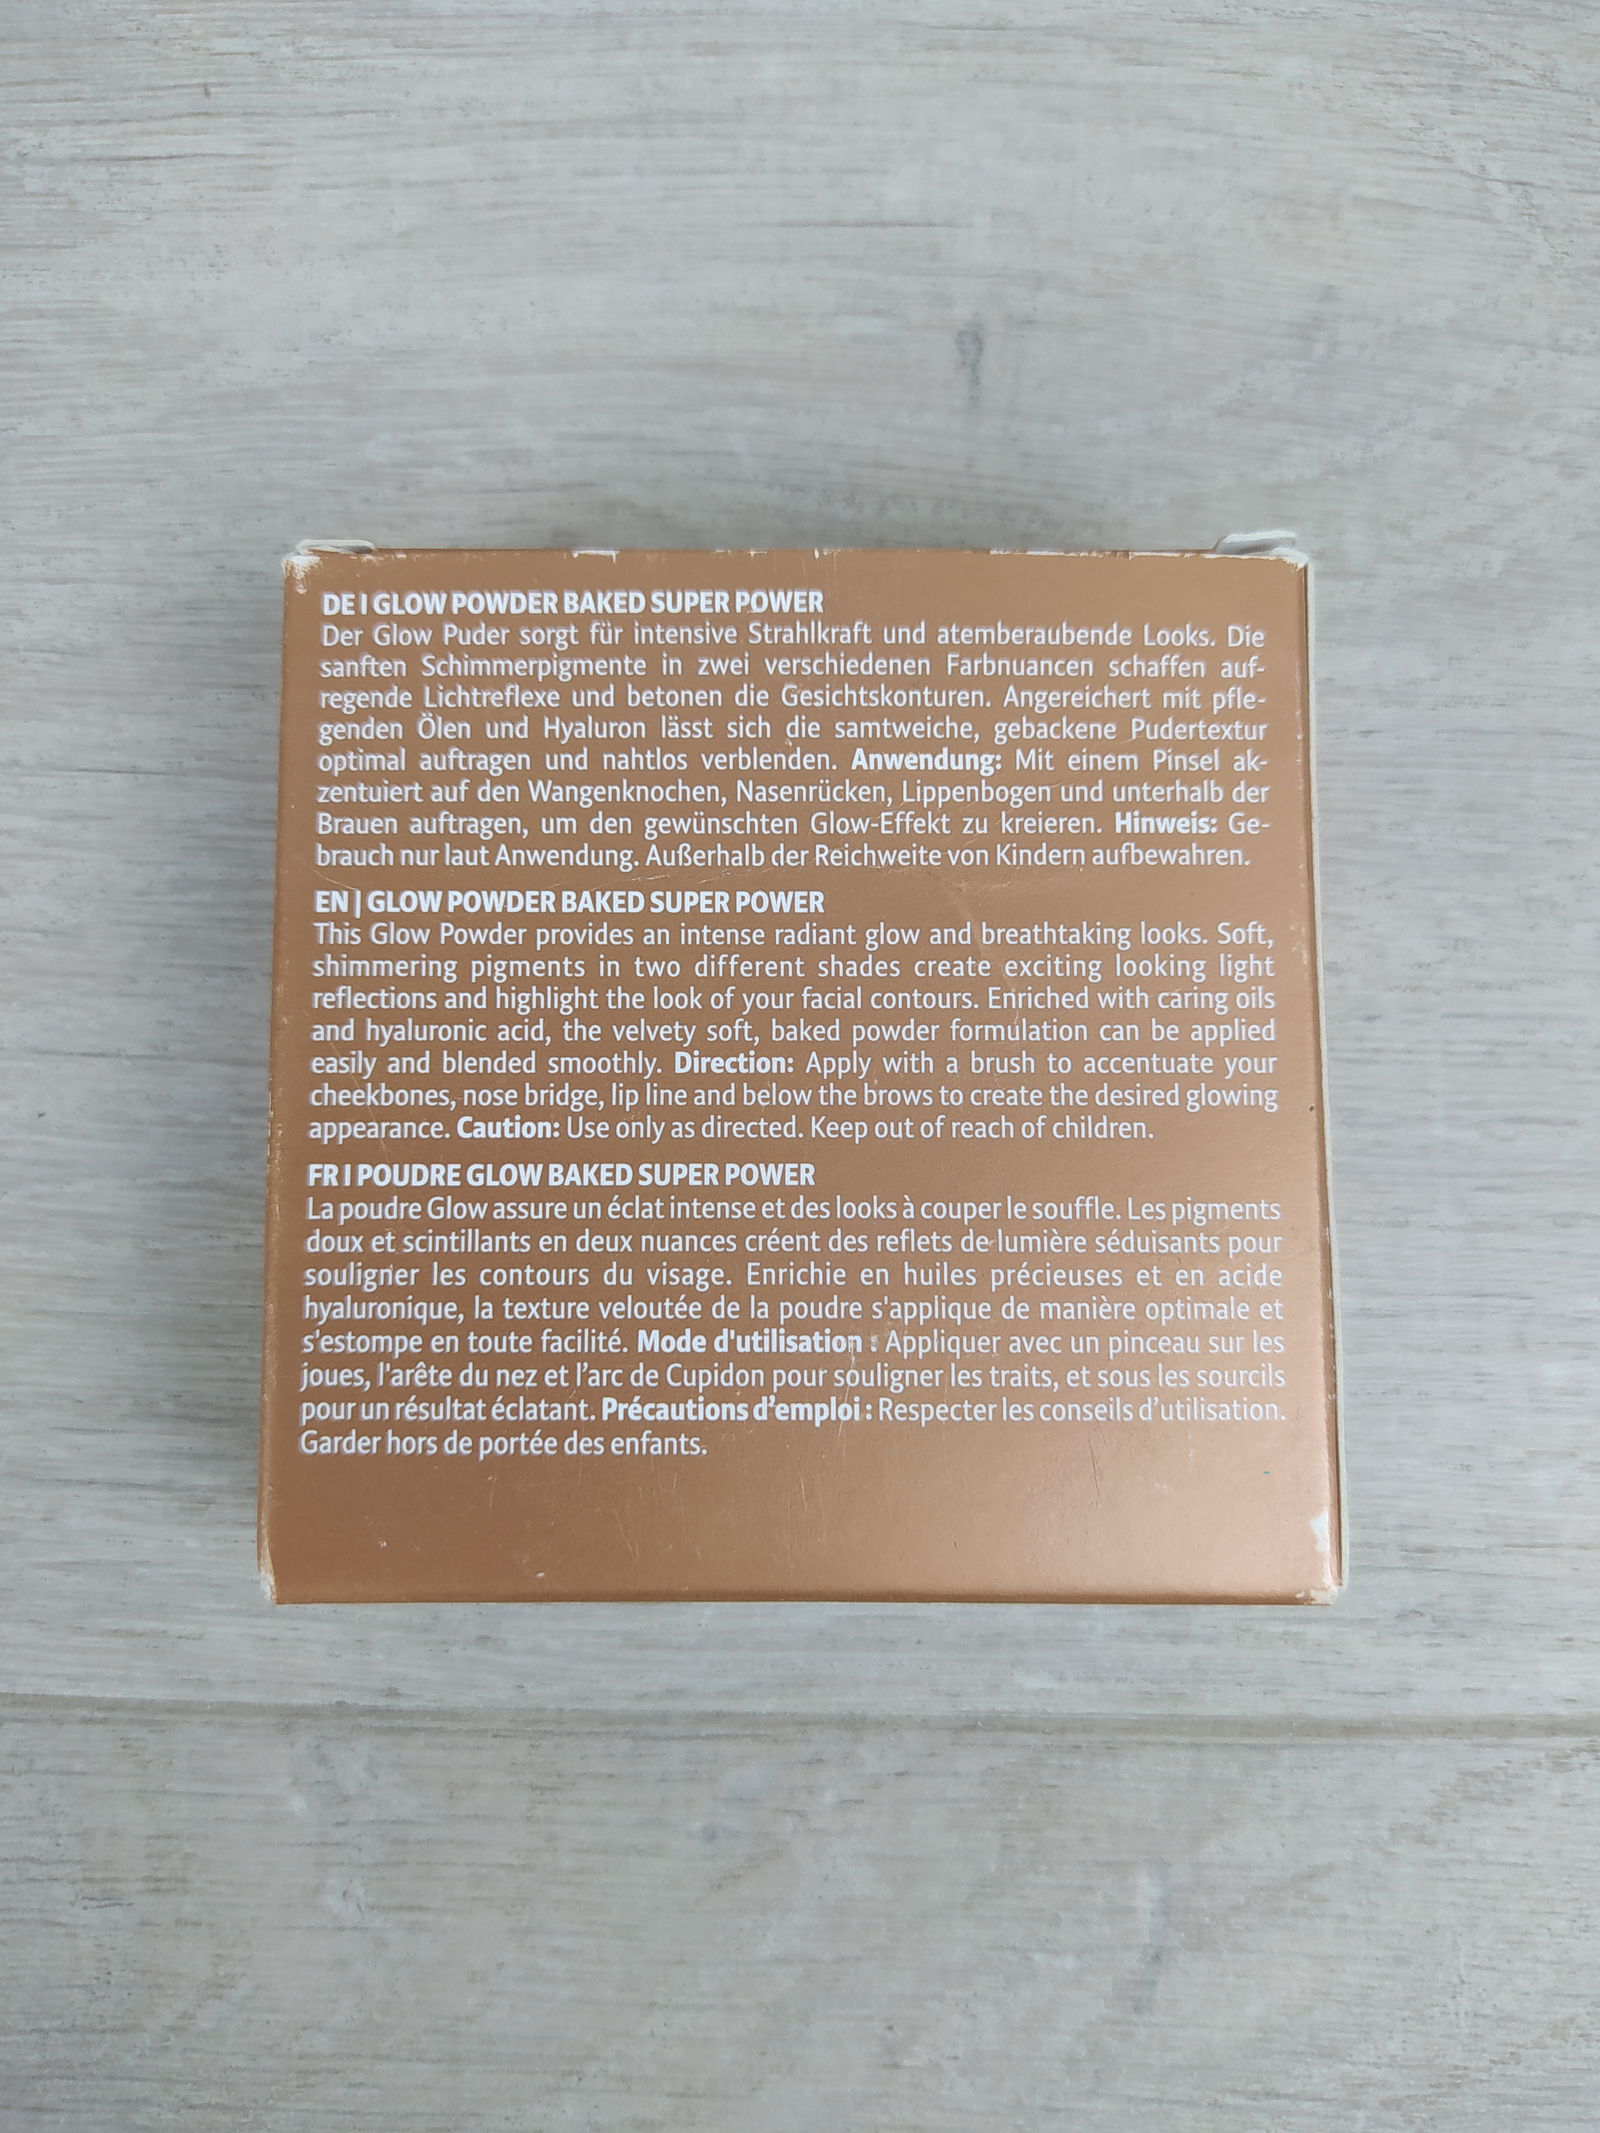 DE I GLOW POWDER BAKED SUPER POWER
Der Glow Puder sorgt für intensive Strahlkraft und atemberaubende Looks. Die
sanften Schimmerpigmente in zwei verschiedenen Farbnuancen schaffen auf-
regende Lichtreflexe und betonen die Gesichtskonturen. Angereichert mit pfle-
genden Ölen und Hyaluron lässt sich die samtweiche, gebackene Pudertextur
optimal auftragen und nahtlos verblenden. Anwendung: Mit einem Pinsel ak-
zentuiert auf den Wangenknochen, Nasenrücken, Lippenbogen und unterhalb der
Brauen auftragen, um den gewünschten Glow-Effekt zu kreieren. Hinweis: Ge-
brauch nur laut Anwendung. Außerhalb der Reichweite von Kindern aufbewahren.
EN | GLOW POWDER BAKED SUPER POWER
This Glow Powder provides an intense radiant glow and breathtaking looks. Soft,
shimmering pigments in two different shades create exciting looking light
reflections and highlight the look of your facial contours. Enriched with caring oils
and hyaluronic acid, the velvety soft, baked powder formulation can be applied
easily and blended smoothly. Direction: Apply with a brush to accentuate your
cheekbones, nose bridge, lip line and below the brows to create the desired glowing
appearance. Caution: Use only as directed. Keep out of reach of children.
FR I POUDRE GLOW BAKED SUPER POWER
La poudre Glow assure un éclat intense et des looks à couper le souffle. Les pigments
doux et scintillants en deux nuances créent des reflets de lumière séduisants pour
souligner les contours du visage. Enrichie en huiles précieuses et en acide
hyaluronique, la texture veloutée de la poudre s'applique de manière optimale et
s'estompe en toute facilité. Mode d'utilisation : Appliquer avec un pinceau sur les
joues, l'arête du nez et l’arc de Cupidon pour souligner les traits, et sous les sourcils
pour un résultat éclatant. Précautions d’emploi : Respecter les conseils d’utilisation.
Garder hors de portée des enfants.